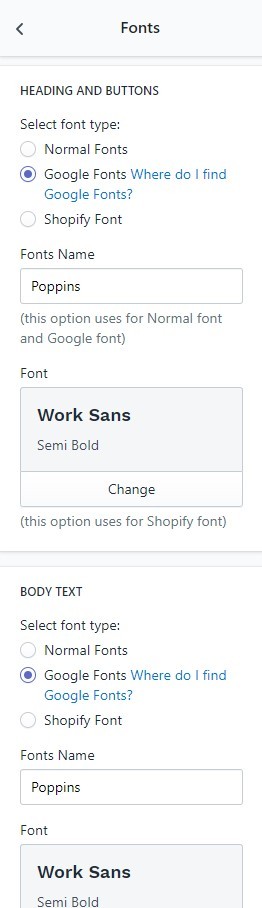 Fonts
HEADING AND BUTTONS
Select font type:
Normal Fonts
Google Fonts Where do I find
Google Fonts?
Shopify Font
Fonts Name
Poppins
(this option uses for Normal font
and Google font)
Font
Work Sans
Semi Bold
Change
(this option uses for Shopify font)
BODY TEXT
Select font type:
Normal Fonts
Google Fonts Where do I find
Google Fonts?
Shopify Font
Fonts Name
Poppins
Font
Work Sans
Semi Bold